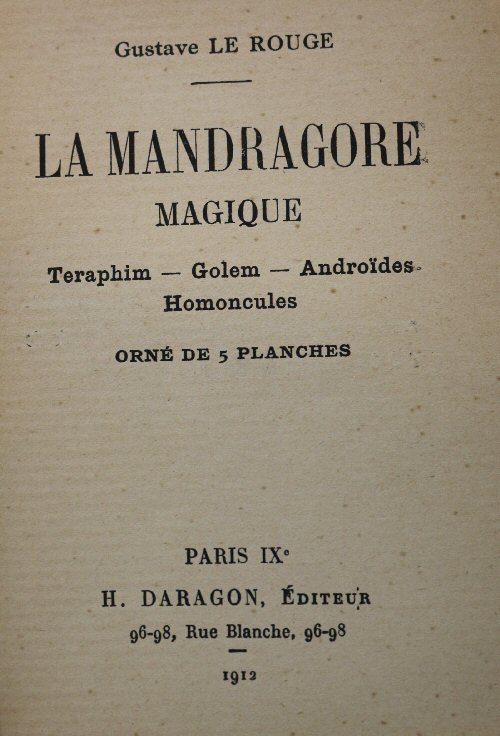 Gustave LE ROUGE
LA MANDRAGORE
MAGIQUE
Teraphim — Golem — Androïdes
Homoncules
ORNÉ DE 5 PLANCHES
PARIS IXe
H. DARAGON, ÉDITEUR
96-98, Rue Blanche, 96-98
1912